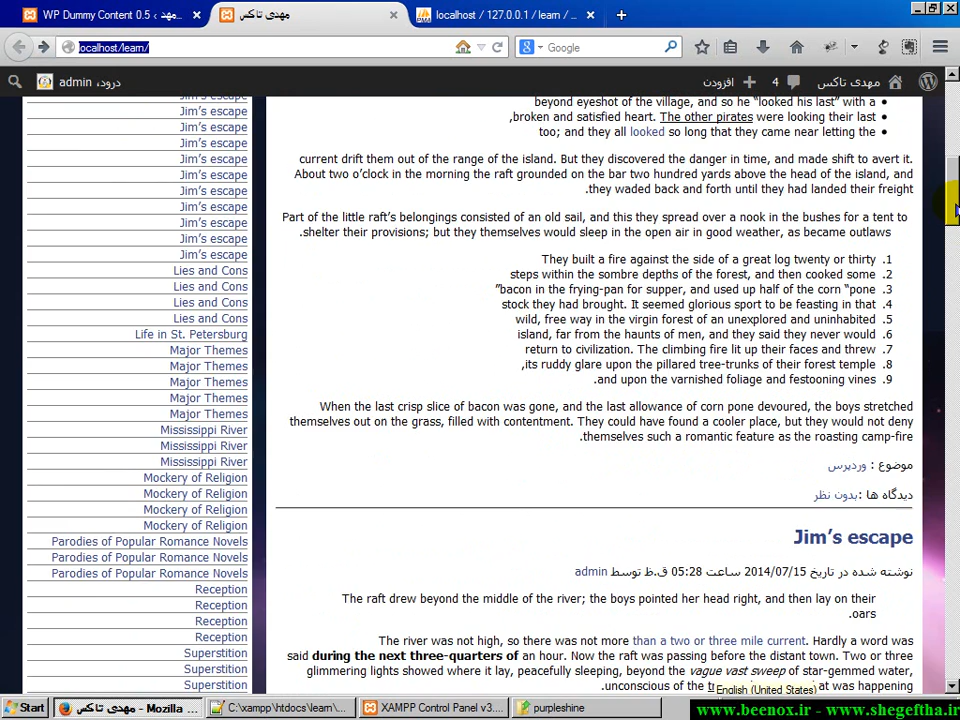 WP Dummy Content 0.5 ‹ مهد...
مهدی تاکس
localhost / 127.0.0.1 / learn / ...
localhost/learn/
Google
درود، admin
افزودن
4
مهدی تاکس
Jim's escape
Jim's escape
Jim's escape
Jim's escape
Jim's escape
Jim's escape
Jim's escape
Jim's escape
Jim's escape
Jim's escape
Jim's escape
Lies and Cons
Lies and Cons
Lies and Cons
Lies and Cons
Life in St. Petersburg
Major Themes
Major Themes
Major Themes
Major Themes
Major Themes
Mississippi River
Mississippi River
Mississippi River
Mockery of Religion
Mockery of Religion
Mockery of Religion
Mockery of Religion
Parodies of Popular Romance Novels
Parodies of Popular Romance Novels
Parodies of Popular Romance Novels
Reception
Reception
Reception
Reception
Superstition
Superstition
Superstition
beyond eyeshot of the village, and so he “looked his last” with a
,broken and satisfied heart. The other pirates were looking their last
too; and they all looked so long that they came near letting the
current drift them out of the range of the island. But they discovered the danger in time, and made shift to avert it.
About two o’clock in the morning the raft grounded on the bar two hundred yards above the head of the island, and
.they waded back and forth until they had landed their freight
Part of the little raft’s belongings consisted of an old sail, and this they spread over a nook in the bushes for a tent to
.shelter their provisions; but they themselves would sleep in the open air in good weather, as became outlaws
They built a fire against the side of a great log twenty or thirty .1
steps within the sombre depths of the forest, and then cooked some .2
”bacon in the frying-pan for supper, and used up half of the corn “pone .3
stock they had brought. It seemed glorious sport to be feasting in that .4
wild, free way in the virgin forest of an unexplored and uninhabited .5
island, far from the haunts of men, and they said they never would .6
return to civilization. The climbing fire lit up their faces and threw .7
,its ruddy glare upon the pillared tree-trunks of their forest temple .8
.and upon the varnished foliage and festooning vines .9
When the last crisp slice of bacon was gone, and the last allowance of corn pone devoured, the boys stretched
themselves out on the grass, filled with contentment. They could have found a cooler place, but they would not deny
.themselves such a romantic feature as the roasting camp-fire
موضوع : وردپرس
دیدگاه ها :بدون نظر
Jim’s escape
نوشته شده در تاریخ 2014/07/15 ساعت 05:28 ق.ظ توسط admin
The raft drew beyond the middle of the river; the boys pointed her head right, and then lay on their
.oars
The river was not high, so there was not more than a two or three mile current. Hardly a word was
said during the next three-quarters of an hour. Now the raft was passing before the distant town. Two or three
glimmering lights showed where it lay, peacefully sleeping, beyond the vague vast sweep of star-gemmed water,
.unconscious of the
at was happening
English (United States)
Start
مهدی تاکس - Mozilla ...
C:\xampp\htdocs\learn\...
XAMPP Control Panel v3....
purpleshine
www.beenox.ir - www.shegeftha.ir